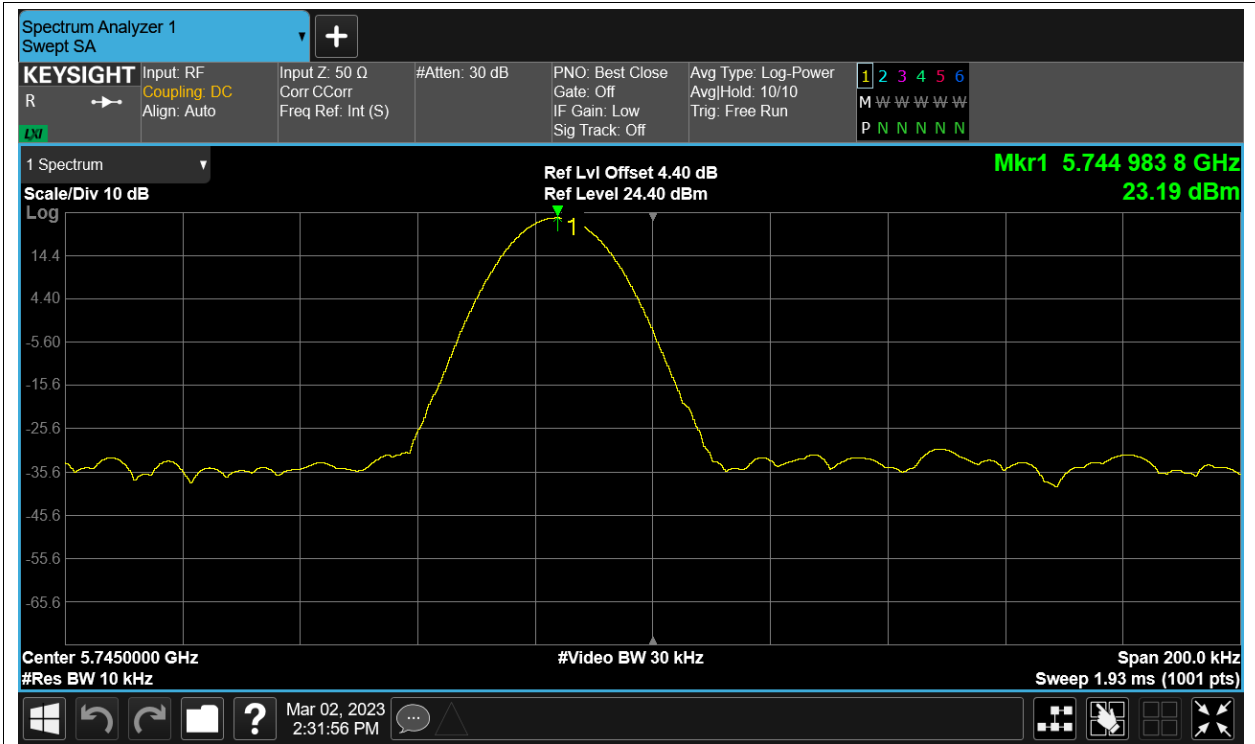 Spectrum Analyzer 1
Swept SA
KEYSIGHT
R
LXI
Input: RF
Coupling: DC
Align: Auto
Input Z: 50 Ω
Corr CCorr
Freq Ref: Int (S)
#Atten: 30 dB
PNO: Best Close
Gate: Off
IF Gain: Low
Sig Track: Off
Avg Type: Log-Power
Avg|Hold: 10/10
Trig: Free Run
1 2 3 4 5 6
M W W W W W W
P N N N N N
1 Spectrum
Scale/Div 10 dB
Ref Lvl Offset 4.40 dB
Ref Level 24.40 dBm
Mkr1 5.744 983 8 GHz
23.19 dBm
Log
1
14.4
4.40
-5.60
-15.6
-25.6
-35.6
-45.6
-55.6
-65.6
Center 5.7450000 GHz
#Video BW 30 kHz
Span 200.0 kHz
#Res BW 10 kHz
Sweep 1.93 ms (1001 pts)
?
Mar 02, 2023
2:31:56 PM